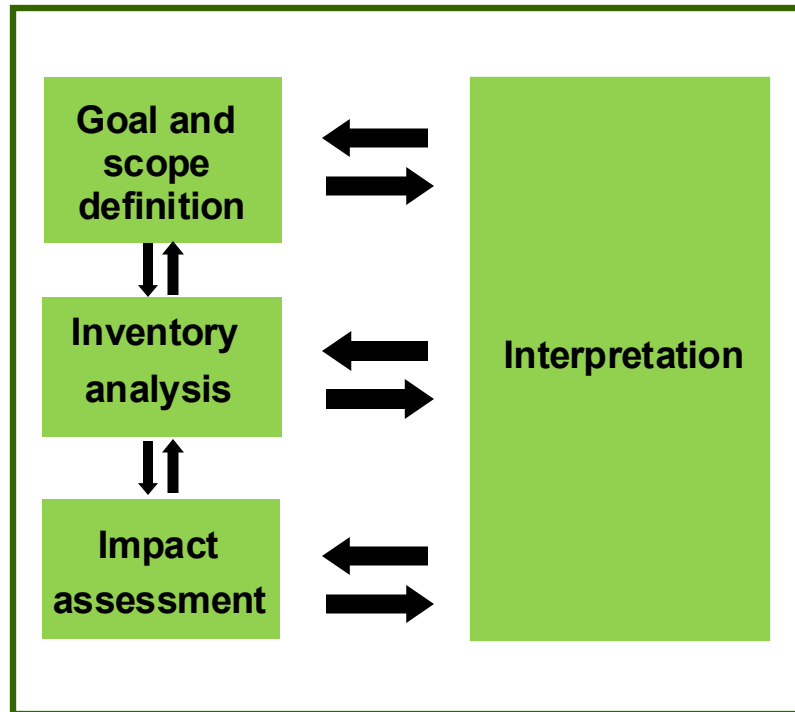 Goal and
scope
definition
Inventory
analysis
Interpretation
Impact
assessment